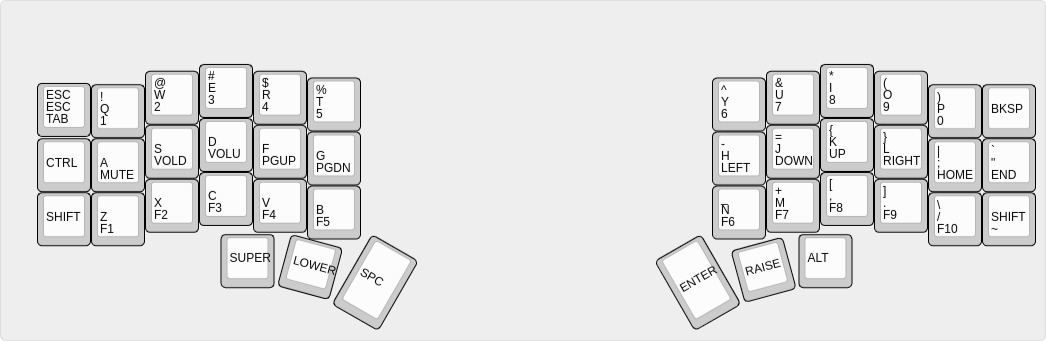 ESC
ESC
TAB
!
Q
1
@
W
2
#
E
3
$
R
4
%
T
5
^
Y
6
&
U
7
*
I
8
(
O
9
)
P
0
BKSP
CTRL
A
MUTE
S
VOLD
D
VOLU
F
PGUP
G
PGDN
-
H
LEFT
=
J
DOWN
{
K
UP
}
L
RIGHT
|
HOME
`
"
END
SHIFT
Z
F1
X
F2
C
F3
V
F4
B
F5
N
F6
+
M
F7
[
,
F8
]
.
F9
\
/
F10
SHIFT
~
SUPER
LOWER
SPC
ENTER
RAISE
ALT